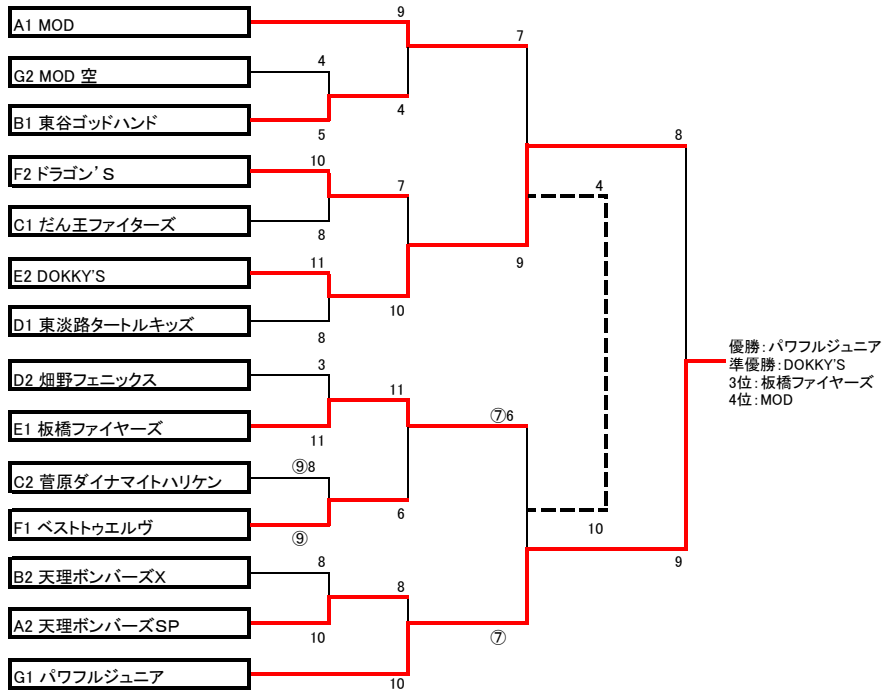 9
A1 MOD
7
4
G2 MOD 空
4
B1 東谷ゴッドハンド
5
8
10
F2 ドラゴン’S
7
4
C1 だん王ファイターズ
8
11
9
E2 DOKKY'S
10
D1 東淡路タートルキッズ
8
優勝：パワフルジュニア
準優勝：DOKKY'S
3位：板橋ファイヤーズ
4位：MOD
3
D2 畑野フェニックス
11
⑦6
E1 板橋ファイヤーズ
11
⑨8
C2 菅原ダイナマイトハリケン
6
F1 ベストトゥエルヴ
⑨
10
8
9
B2 天理ボンバーズX
8
A2 天理ボンバーズSP
10
⑦
G1 パワフルジュニア
10